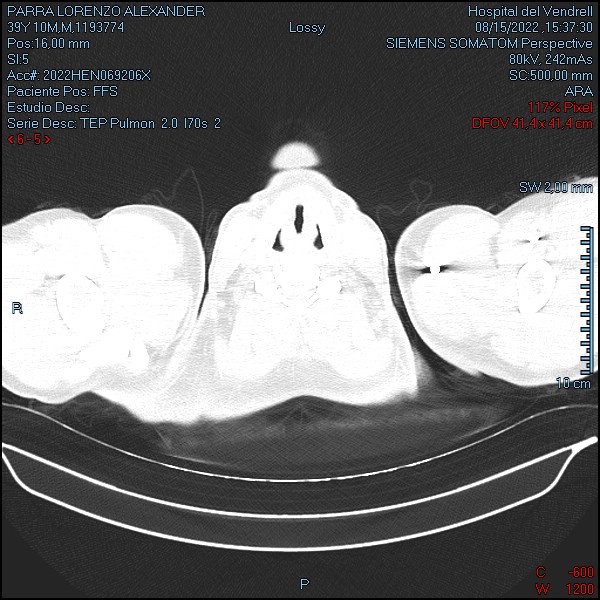 PARRA LORENZO ALEXANDER
39Y 10M,M,1193774
Pos:16,00 mm
SI:5
Acc#: 2022HEN069206X
Paciente Pos: FFS
Estudio Desc:
Serie Desc: TEP Pulmon 2.0 I70s 2
<6-5>
Lossy
Hospital del Vendrell
08/15/2022 ,15:37:30
SIEMENS SOMATOM Perspective
80kV, 242mAs
SC:500,00 mm
ARA
117% Pixel
DFOV 41,4 x 41,4 cm
SW 2,00 mm
R
10 cm
P
C -600
W 1200